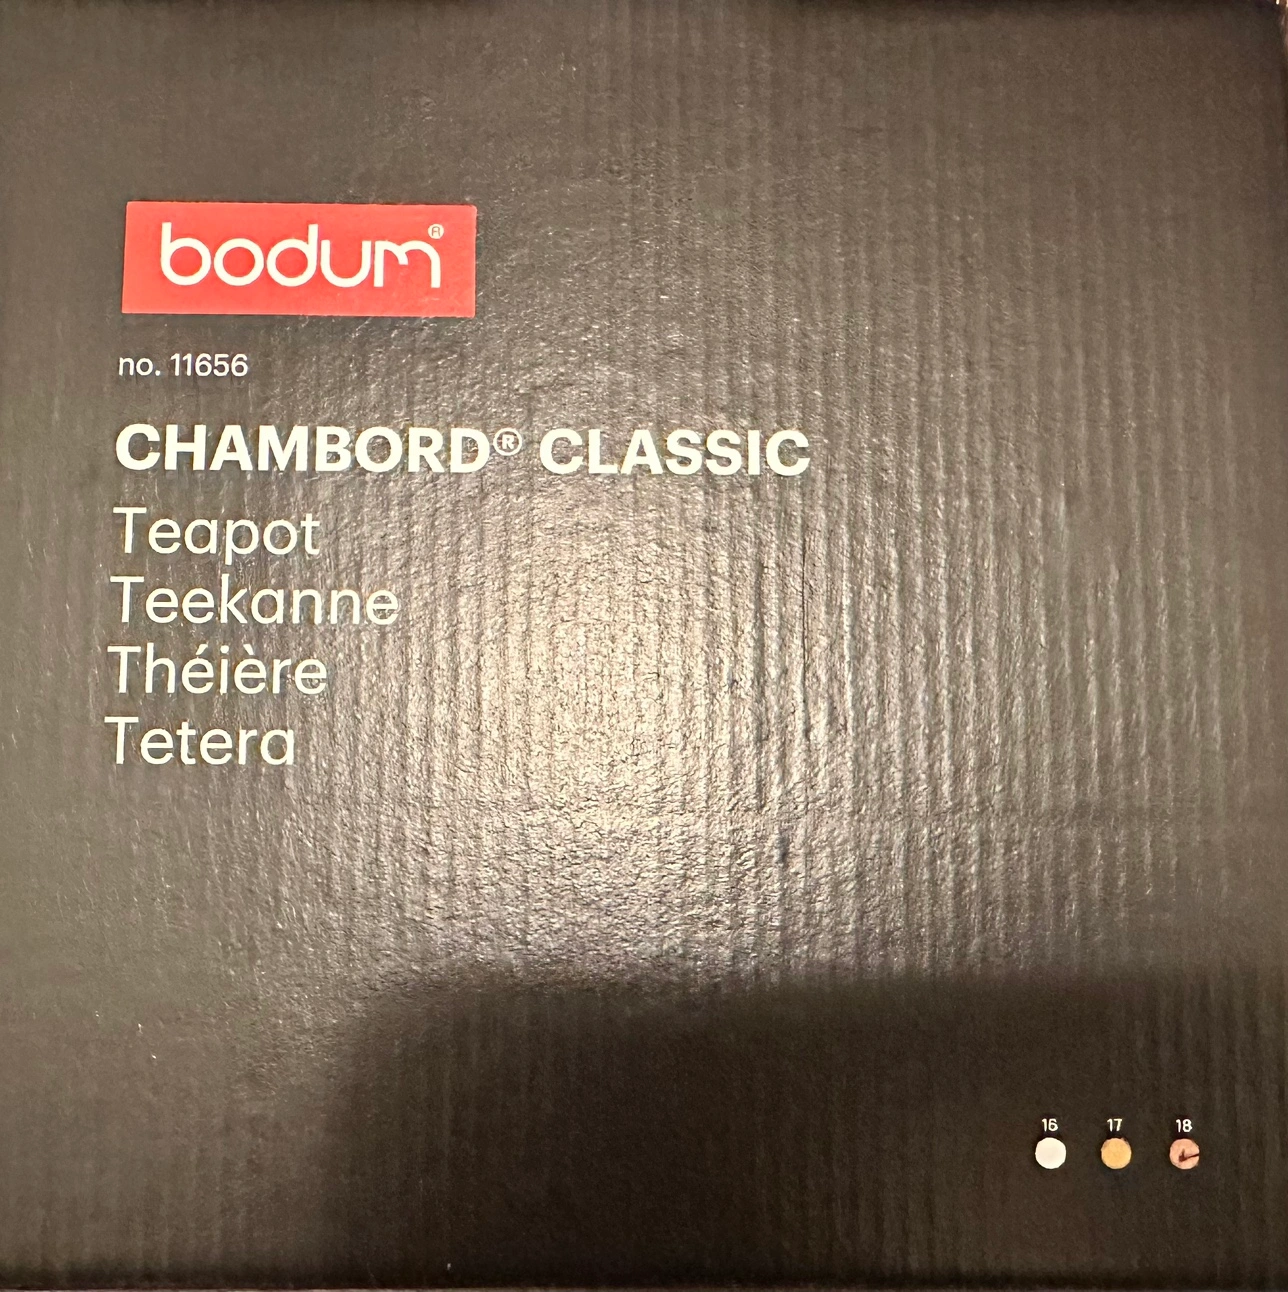 bodum®
no. 11656
CHAMBORD® CLASSIC
Teapot
Teekanne
Théière
Tetera
16 17 18